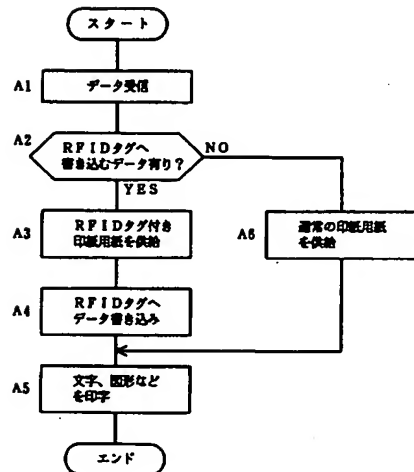 スタート
A1
データ受信
A2
RFIDタグへ
書き込むデータ有り？
NO
YES
A3
RFIDタグ付き
印紙用紙を供給
A6
通常の印紙用紙
を供給
A4
RFIDタグへ
データ書き込み
A5
文字、図形など
を印字
エンド